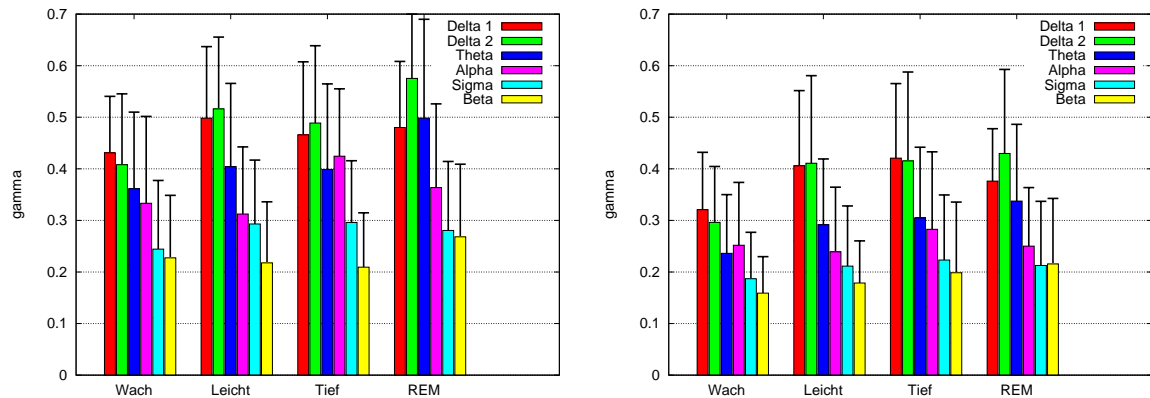 0.7
0.6
0.5
0.4
0.3
0.2
0.1
0
gamma
Wach Leicht Tief REM
Delta 1
Delta 2
Theta
Alpha
Sigma
Beta
0.7
0.6
0.5
0.4
0.3
0.2
0.1
0
gamma
Wach Leicht Tief REM
Delta 1
Delta 2
Theta
Alpha
Sigma
Beta